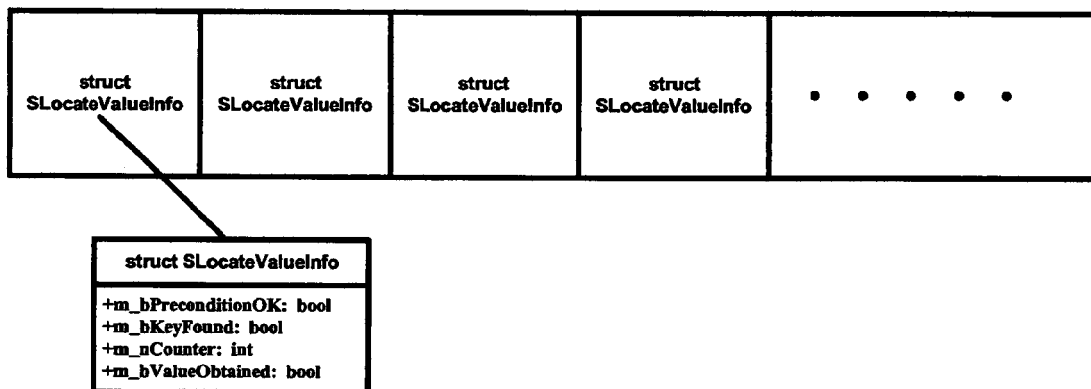 struct
SLocateValueInfo
struct
SLocateValueInfo
struct
SLocateValueInfo
struct
SLocateValueInfo
struct SLocateValueInfo
+m_bPreconditionOK: bool
+m_bKeyFound: bool
+m_nCounter: int
+m_bValueObtained: bool